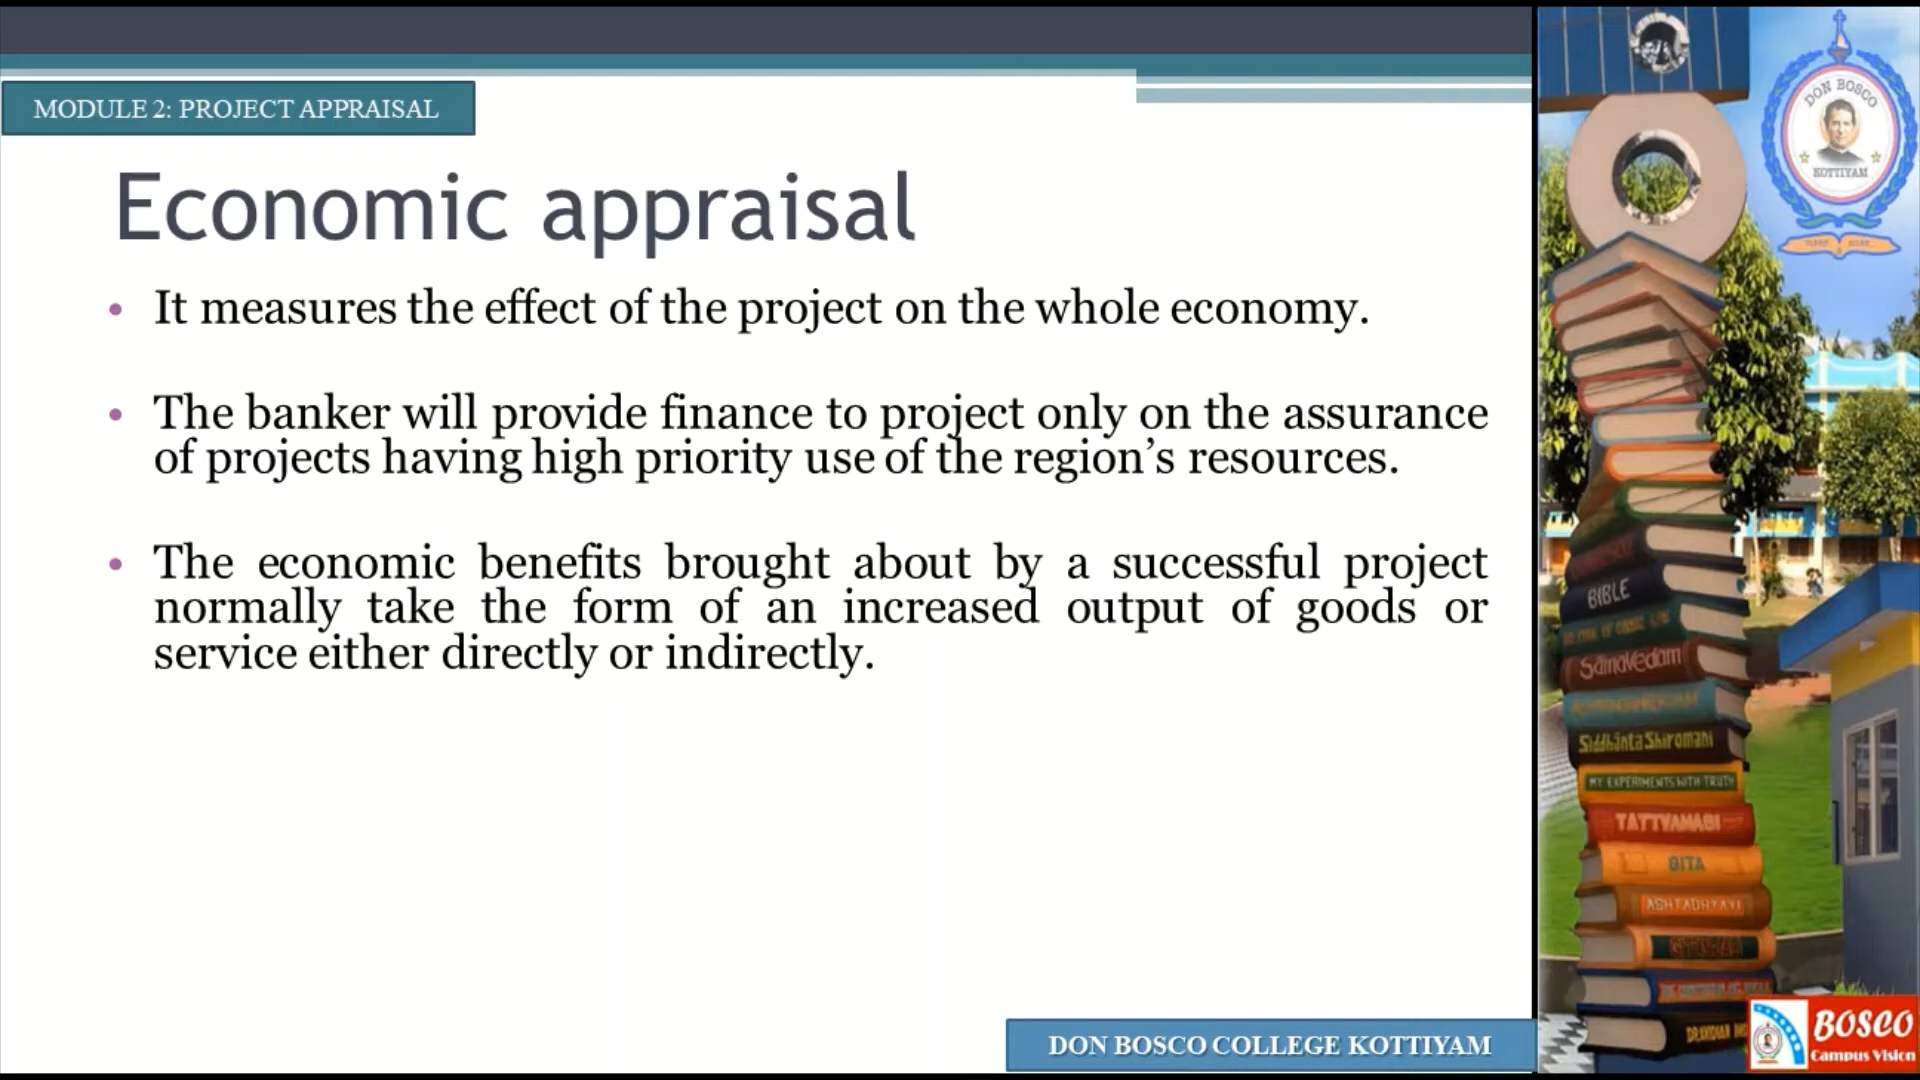 MODULE 2: PROJECT APPRAISAL
Economic appraisal
• It measures the effect of the project on the whole economy.
• The banker will provide finance to project only on the assurance
of projects having high priority use of the region's resources.
• The economic benefits brought about by a successful project
normally take the form of an increased output of goods or
service either directly or indirectly.
DON BOSCO COLLEGE KOTTIYAM
DON BOSCO
KOTTIYAM
BIBLE
Samavedam
Siddhanta Shiromani
MY EXPERIMENTS WITH TRUTH
GITA
ASHTADHYAYI
BOSCO
Campus Vision